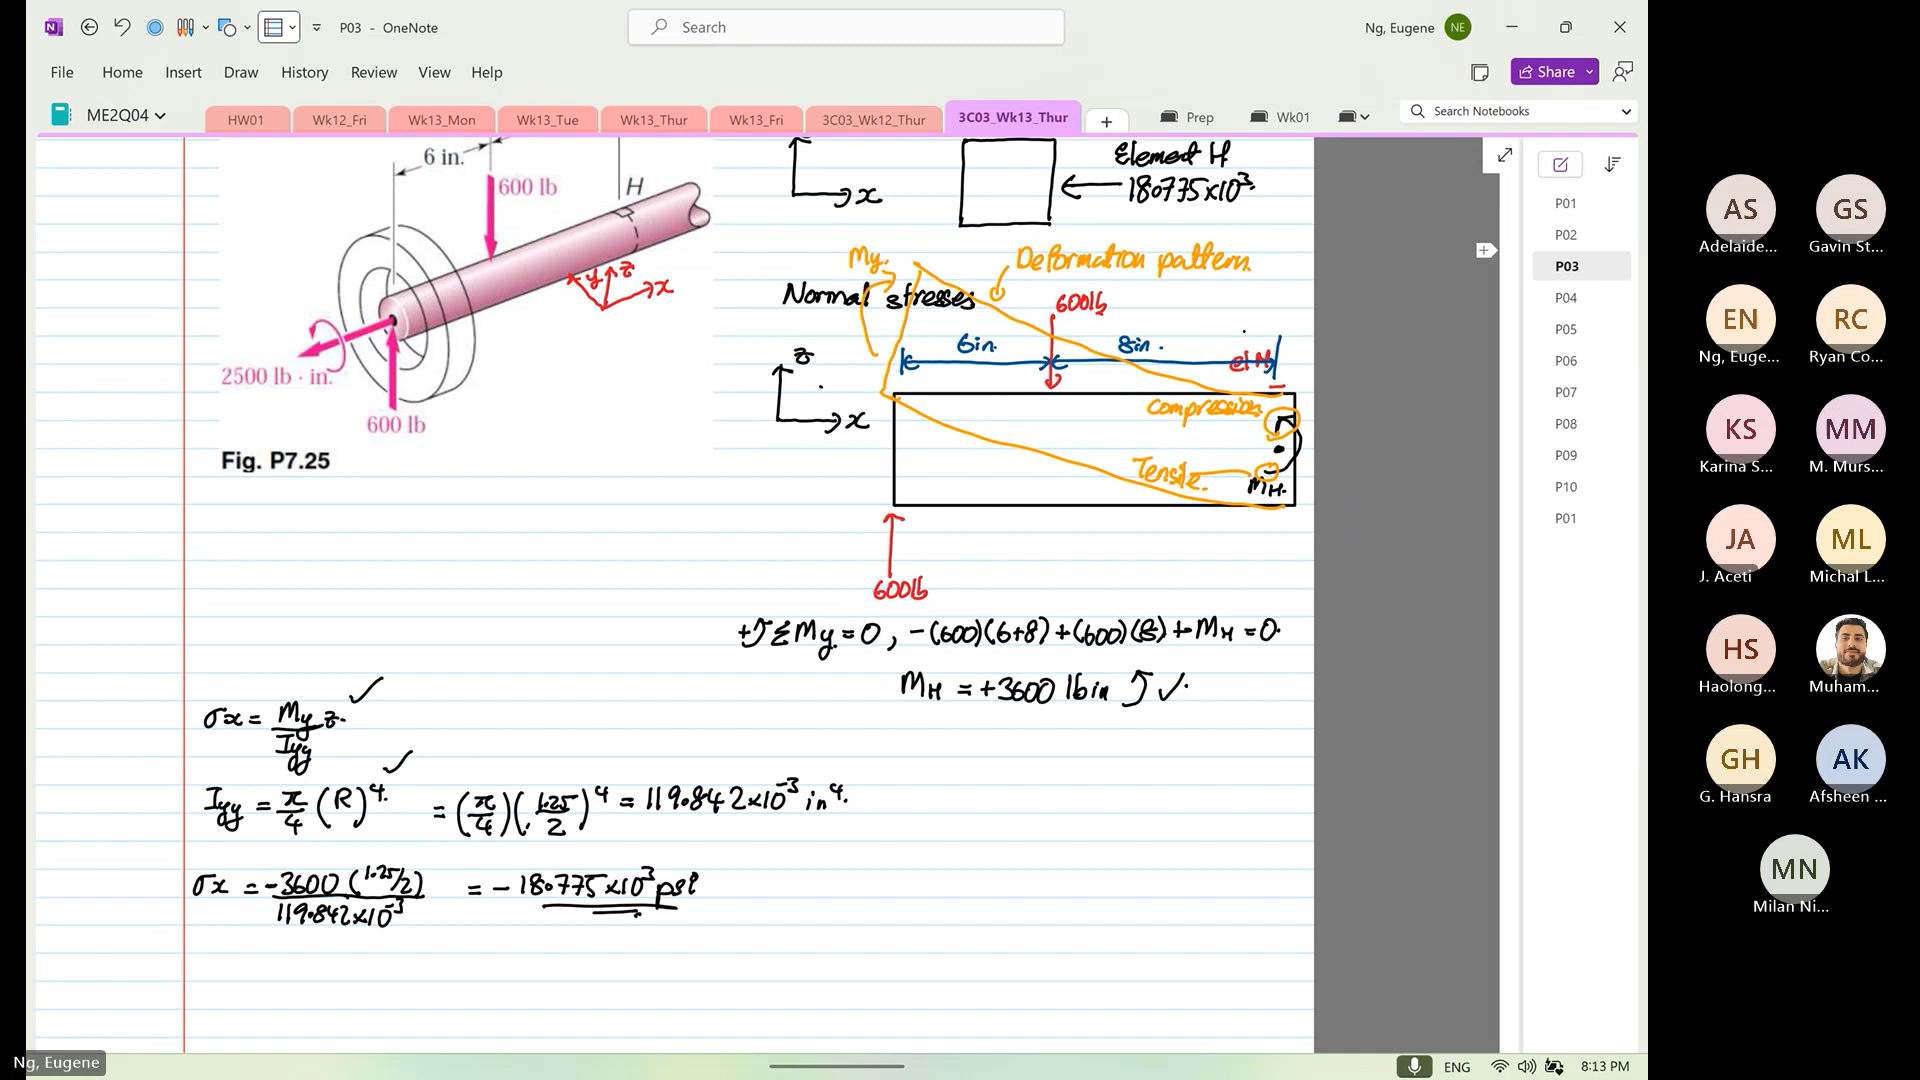 P03 - OneNote
Search
Ng, Eugene
NE
File Home Insert Draw History Review View Help
Share
ME2Q04
HW01
Wk12_Fri
Wk13_Mon
Wk13_Tue
Wk13_Thur
Wk13_Fri
3C03_Wk12_Thur
3C03_Wk13_Thur
Prep
Wk01
Search Notebooks
6 in.
600 lb
H
y z x
2500 lb · in.
600 lb
Fig. P7.25
x
Element H
18.775x10³
My.
Deformation pattern
Normal stresses
600lb
6in.
8in.
el H
z
x
Compression
Tensile.
MH.
600lb
+↺ΣMy=0, -(600)(6+8)+(600)(8)+MH=0
MH = +3600 lbin ↺ ✓
σx = My z ✓
Iyy
Iyy = π/4 (R)⁴ = (π/4)(1.25/2)⁴ = 119.842x10⁻³ in⁴. ✓
σx = -3600 (1.25/2) = -18.775x10³ psi
119.842x10⁻³
P01
P02
P03
P04
P05
P06
P07
P08
P09
P10
P01
AS
Adelaide...
GS
Gavin St...
EN
Ng, Euge...
RC
Ryan Co...
KS
Karina S...
MM
M. Murs...
JA
J. Aceti
ML
Michal L...
HS
Haolong...
Muham...
GH
G. Hansra
AK
Afsheen ...
MN
Milan Ni...
Ng, Eugene
ENG
8:13 PM